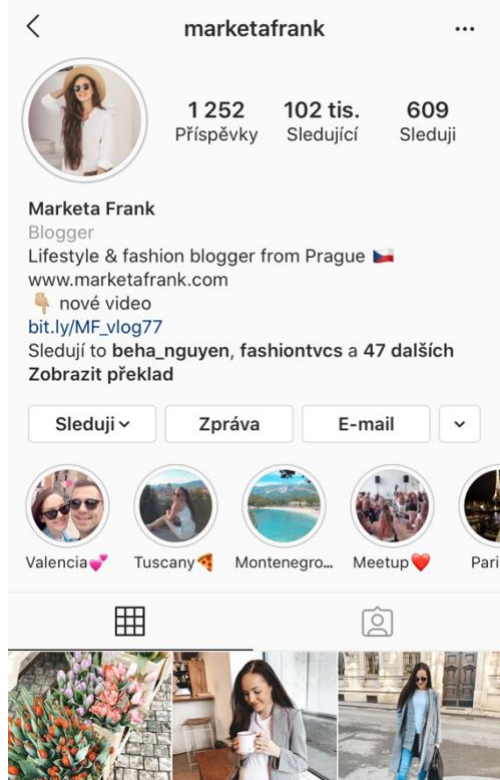 marketafrank
1 252 102 tis. 609
Příspěvky Sledující Sleduji
Marketa Frank
Blogger
Lifestyle & fashion blogger from Prague 🇨🇿
www.marketafrank.com
👇🏼 nové video
bit.ly/MF_vlog77
Sledují to beha_nguyen, fashiontvcs a 47 dalších
Zobrazit překlad
Sleduji Zpráva E-mail
Valencia💕 Tuscany🍕 Montenegro... Meetup❤️ Pari